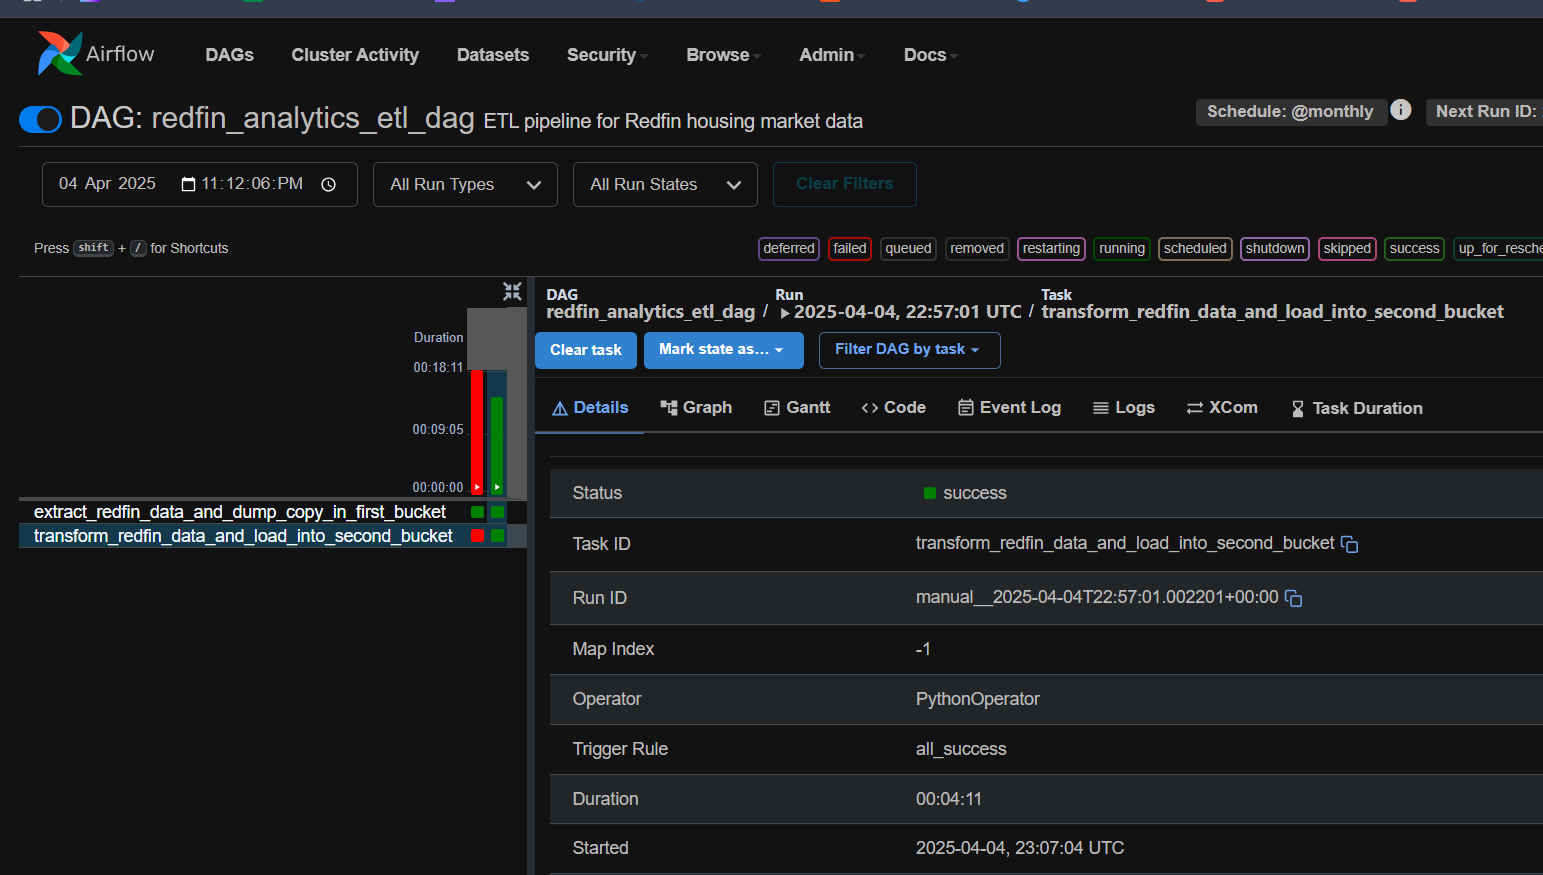 Airflow DAGs Cluster Activity Datasets Security Browse Admin Docs
DAG: redfin_analytics_etl_dag ETL pipeline for Redfin housing market data Schedule: @monthly Next Run ID:
04 Apr 2025 11:12:06:PM All Run Types All Run States Clear Filters
Press shift + / for Shortcuts deferred failed queued removed restarting running scheduled shutdown skipped success up_for_resche
Duration
00:18:11
00:09:05
00:00:00
extract_redfin_data_and_dump_copy_in_first_bucket
transform_redfin_data_and_load_into_second_bucket
DAG Run Task
redfin_analytics_etl_dag / 2025-04-04, 22:57:01 UTC / transform_redfin_data_and_load_into_second_bucket
Clear task Mark state as... Filter DAG by task
Details Graph Gantt Code Event Log Logs XCom Task Duration
Status success
Task ID transform_redfin_data_and_load_into_second_bucket
Run ID manual__2025-04-04T22:57:01.002201+00:00
Map Index -1
Operator PythonOperator
Trigger Rule all_success
Duration 00:04:11
Started 2025-04-04, 23:07:04 UTC